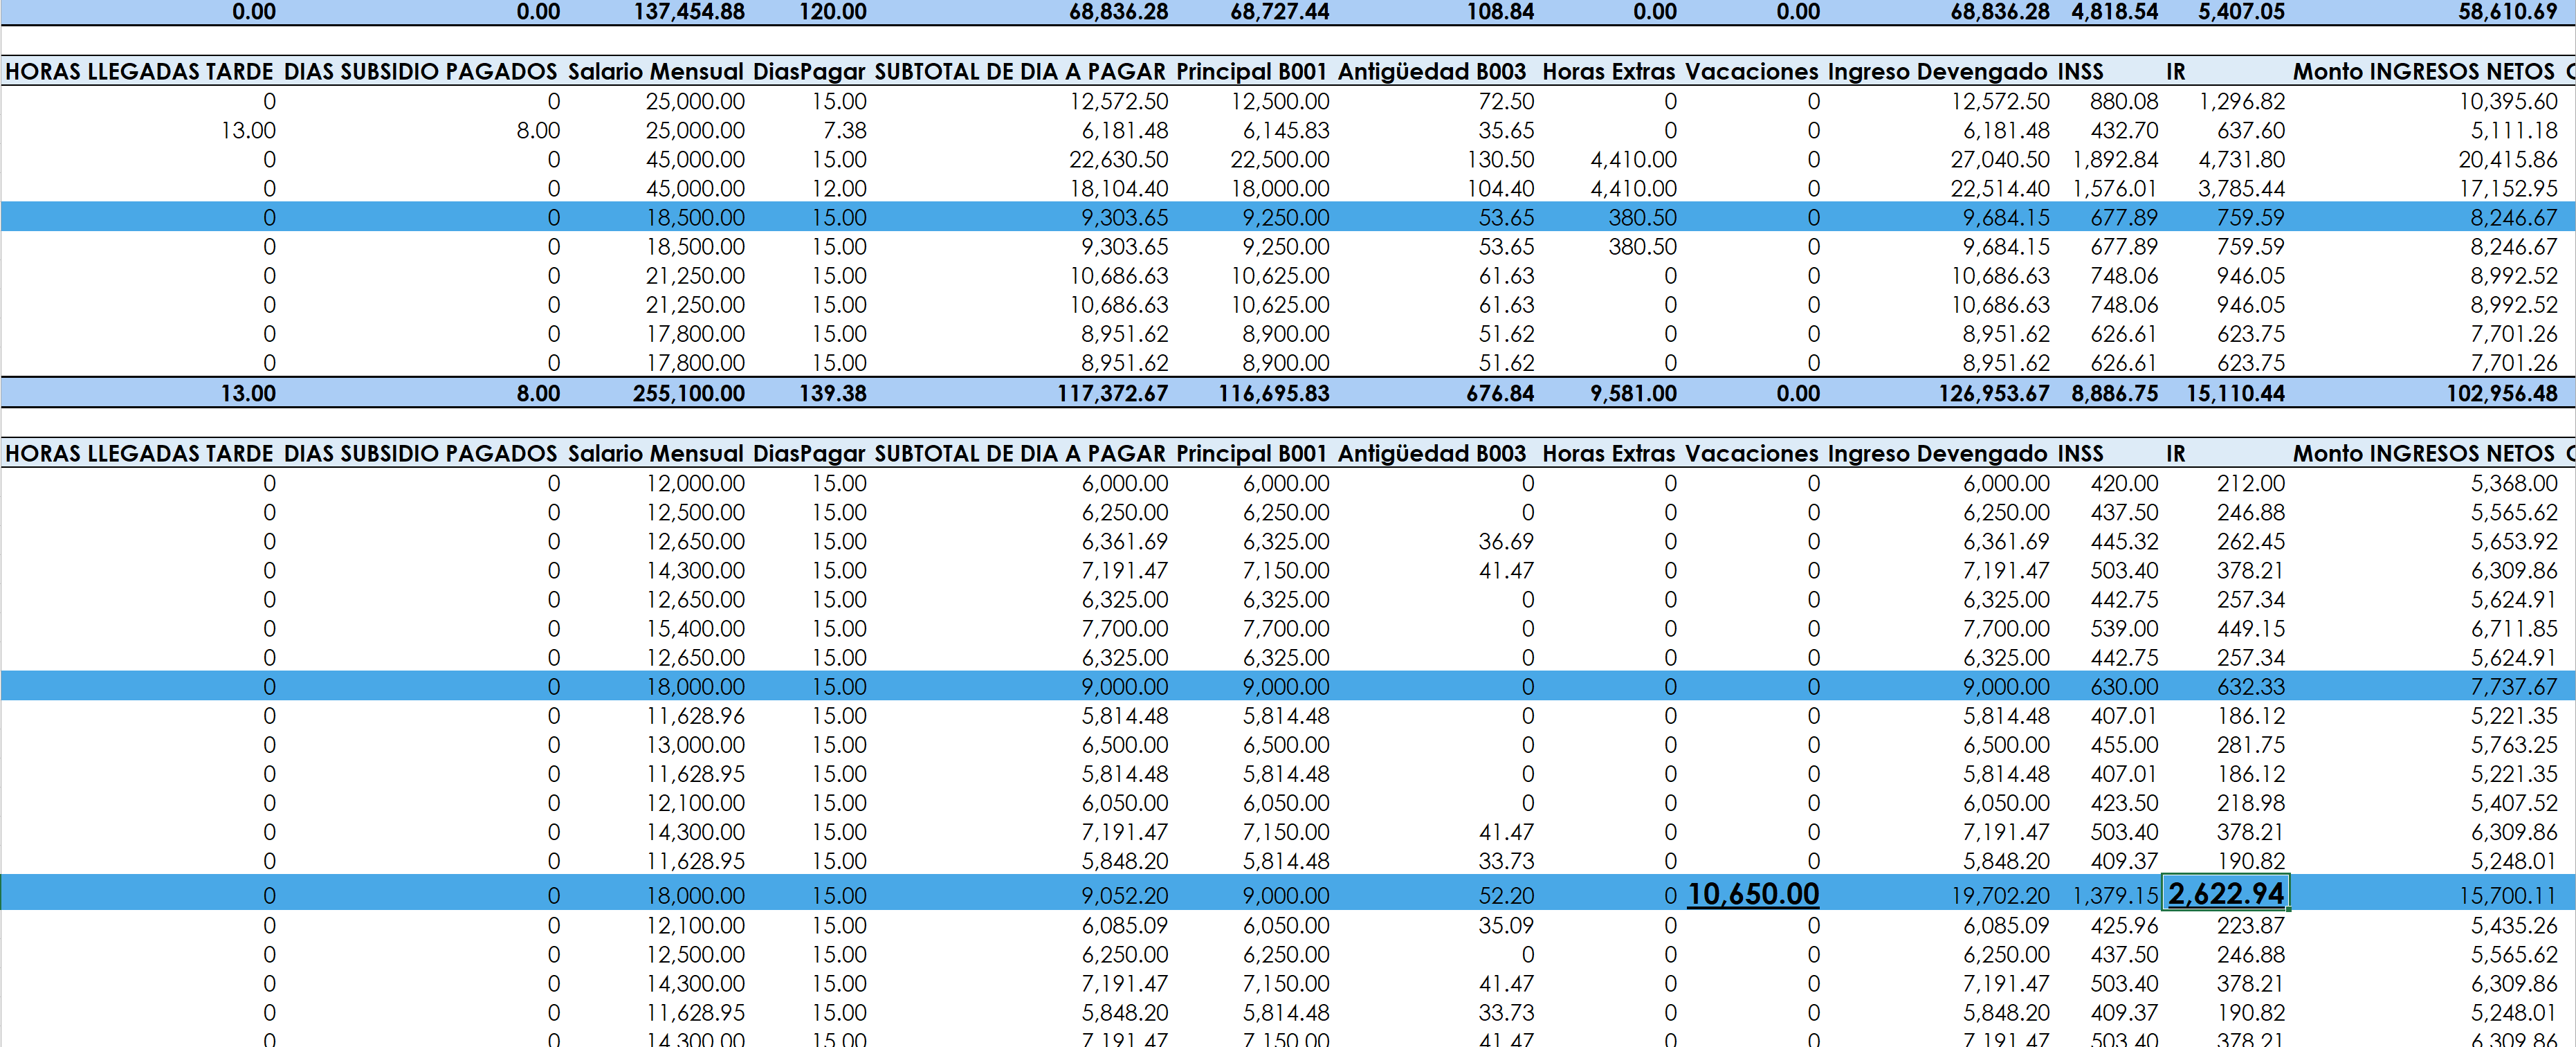 0.00 0.00 137,454.88 120.00 68,836.28 68,727.44 108.84 0.00 0.00 68,836.28 4,818.54 5,407.05 58,610.69
HORAS LLEGADAS TARDE DIAS SUBSIDIO PAGADOS Salario Mensual DiasPagar SUBTOTAL DE DIA A PAGAR Principal B001 Antigüedad B003 Horas Extras Vacaciones Ingreso Devengado INSS IR Monto INGRESOS NETOS
0 0 25,000.00 15.00 12,572.50 12,500.00 72.50 0 0 12,572.50 880.08 1,296.82 10,395.60
13.00 8.00 25,000.00 7.38 6,181.48 6,145.83 35.65 0 0 6,181.48 432.70 637.60 5,111.18
0 0 45,000.00 15.00 22,630.50 22,500.00 130.50 4,410.00 0 27,040.50 1,892.84 4,731.80 20,415.86
0 0 45,000.00 12.00 18,104.40 18,000.00 104.40 4,410.00 0 22,514.40 1,576.01 3,785.44 17,152.95
0 0 18,500.00 15.00 9,303.65 9,250.00 53.65 380.50 0 9,684.15 677.89 759.59 8,246.67
0 0 18,500.00 15.00 9,303.65 9,250.00 53.65 380.50 0 9,684.15 677.89 759.59 8,246.67
0 0 21,250.00 15.00 10,686.63 10,625.00 61.63 0 0 10,686.63 748.06 946.05 8,992.52
0 0 21,250.00 15.00 10,686.63 10,625.00 61.63 0 0 10,686.63 748.06 946.05 8,992.52
0 0 17,800.00 15.00 8,951.62 8,900.00 51.62 0 0 8,951.62 626.61 623.75 7,701.26
0 0 17,800.00 15.00 8,951.62 8,900.00 51.62 0 0 8,951.62 626.61 623.75 7,701.26
13.00 8.00 255,100.00 139.38 117,372.67 116,695.83 676.84 9,581.00 0.00 126,953.67 8,886.75 15,110.44 102,956.48
HORAS LLEGADAS TARDE DIAS SUBSIDIO PAGADOS Salario Mensual DiasPagar SUBTOTAL DE DIA A PAGAR Principal B001 Antigüedad B003 Horas Extras Vacaciones Ingreso Devengado INSS IR Monto INGRESOS NETOS
0 0 12,000.00 15.00 6,000.00 6,000.00 0 0 0 6,000.00 420.00 212.00 5,368.00
0 0 12,500.00 15.00 6,250.00 6,250.00 0 0 0 6,250.00 437.50 246.88 5,565.62
0 0 12,650.00 15.00 6,361.69 6,325.00 36.69 0 0 6,361.69 445.32 262.45 5,653.92
0 0 14,300.00 15.00 7,191.47 7,150.00 41.47 0 0 7,191.47 503.40 378.21 6,309.86
0 0 12,650.00 15.00 6,325.00 6,325.00 0 0 0 6,325.00 442.75 257.34 5,624.91
0 0 15,400.00 15.00 7,700.00 7,700.00 0 0 0 7,700.00 539.00 449.15 6,711.85
0 0 12,650.00 15.00 6,325.00 6,325.00 0 0 0 6,325.00 442.75 257.34 5,624.91
0 0 18,000.00 15.00 9,000.00 9,000.00 0 0 0 9,000.00 630.00 632.33 7,737.67
0 0 11,628.96 15.00 5,814.48 5,814.48 0 0 0 5,814.48 407.01 186.12 5,221.35
0 0 13,000.00 15.00 6,500.00 6,500.00 0 0 0 6,500.00 455.00 281.75 5,763.25
0 0 11,628.95 15.00 5,814.48 5,814.48 0 0 0 5,814.48 407.01 186.12 5,221.35
0 0 12,100.00 15.00 6,050.00 6,050.00 0 0 0 6,050.00 423.50 218.98 5,407.52
0 0 14,300.00 15.00 7,191.47 7,150.00 41.47 0 0 7,191.47 503.40 378.21 6,309.86
0 0 11,628.95 15.00 5,848.20 5,814.48 33.73 0 0 5,848.20 409.37 190.82 5,248.01
0 0 18,000.00 15.00 9,052.20 9,000.00 52.20 0 10,650.00 19,702.20 1,379.15 2,622.94 15,700.11
0 0 12,100.00 15.00 6,085.09 6,050.00 35.09 0 0 6,085.09 425.96 223.87 5,435.26
0 0 12,500.00 15.00 6,250.00 6,250.00 0 0 0 6,250.00 437.50 246.88 5,565.62
0 0 14,300.00 15.00 7,191.47 7,150.00 41.47 0 0 7,191.47 503.40 378.21 6,309.86
0 0 11,628.95 15.00 5,848.20 5,814.48 33.73 0 0 5,848.20 409.37 190.82 5,248.01
0 0 14,300.00 15.00 7,191.47 7,150.00 41.47 0 0 7,191.47 503.40 378.21 6,309.86